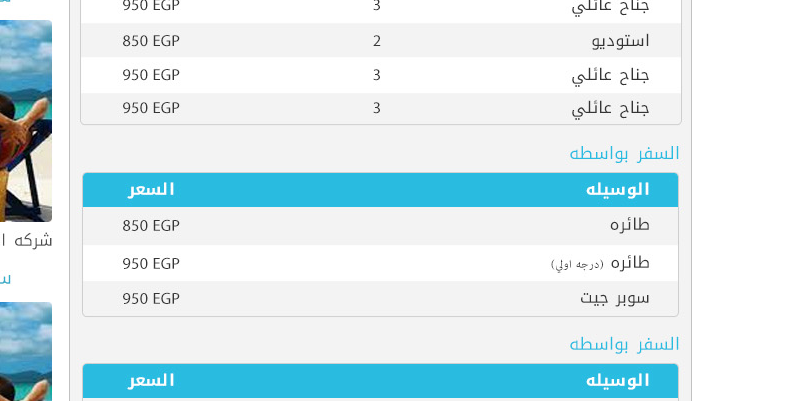 جناح عائلي 3 950 EGP
استوديو 2 850 EGP
جناح عائلي 3 950 EGP
جناح عائلي 3 950 EGP
السفر بواسطه
الوسيله السعر
طائره 850 EGP
طائره (درجه اولي) 950 EGP
سوبر جيت 950 EGP
السفر بواسطه
الوسيله السعر
شركه ا